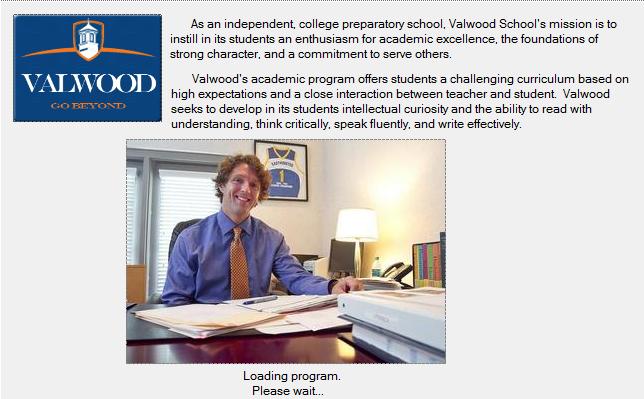 VALWOOD
GO BEYOND
As an independent, college preparatory school, Valwood School's mission is to
instill in its students an enthusiasm for academic excellence, the foundations of
strong character, and a commitment to serve others.
Valwood's academic program offers students a challenging curriculum based on
high expectations and a close interaction between teacher and student. Valwood
seeks to develop in its students intellectual curiosity and the ability to read with
understanding, think critically, speak fluently, and write effectively.
1
Loading program.
Please wait...